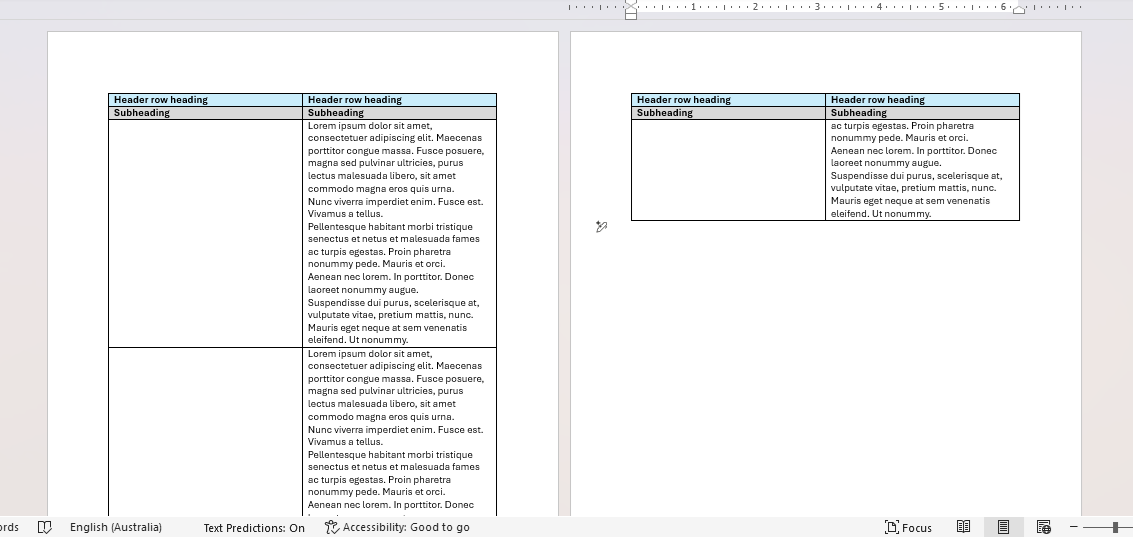 1 2 3 4 5 6
Header row heading Header row heading
Subheading Subheading
Lorem ipsum dolor sit amet,
consectetuer adipiscing elit. Maecenas
porttitor congue massa. Fusce posuere,
magna sed pulvinar ultricies, purus
lectus malesuada libero, sit amet
commodo magna eros quis urna.
Nunc viverra imperdiet enim. Fusce est.
Vivamus a tellus.
Pellentesque habitant morbi tristique
senectus et netus et malesuada fames
ac turpis egestas. Proin pharetra
nonummy pede. Mauris et orci.
Aenean nec lorem. In porttitor. Donec
laoreet nonummy augue.
Suspendisse dui purus, scelerisque at,
vulputate vitae, pretium mattis, nunc.
Mauris eget neque at sem venenatis
eleifend. Ut nonummy.
Lorem ipsum dolor sit amet,
consectetuer adipiscing elit. Maecenas
porttitor congue massa. Fusce posuere,
magna sed pulvinar ultricies, purus
lectus malesuada libero, sit amet
commodo magna eros quis urna.
Nunc viverra imperdiet enim. Fusce est.
Vivamus a tellus.
Pellentesque habitant morbi tristique
senectus et netus et malesuada fames
ac turpis egestas. Proin pharetra
nonummy pede. Mauris et orci.
Aenean nec lorem. In porttitor. Donec
Header row heading Header row heading
Subheading Subheading
ac turpis egestas. Proin pharetra
nonummy pede. Mauris et orci.
Aenean nec lorem. In porttitor. Donec
laoreet nonummy augue.
Suspendisse dui purus, scelerisque at,
vulputate vitae, pretium mattis, nunc.
Mauris eget neque at sem venenatis
eleifend. Ut nonummy.
ords English (Australia) Text Predictions: On Accessibility: Good to go Focus